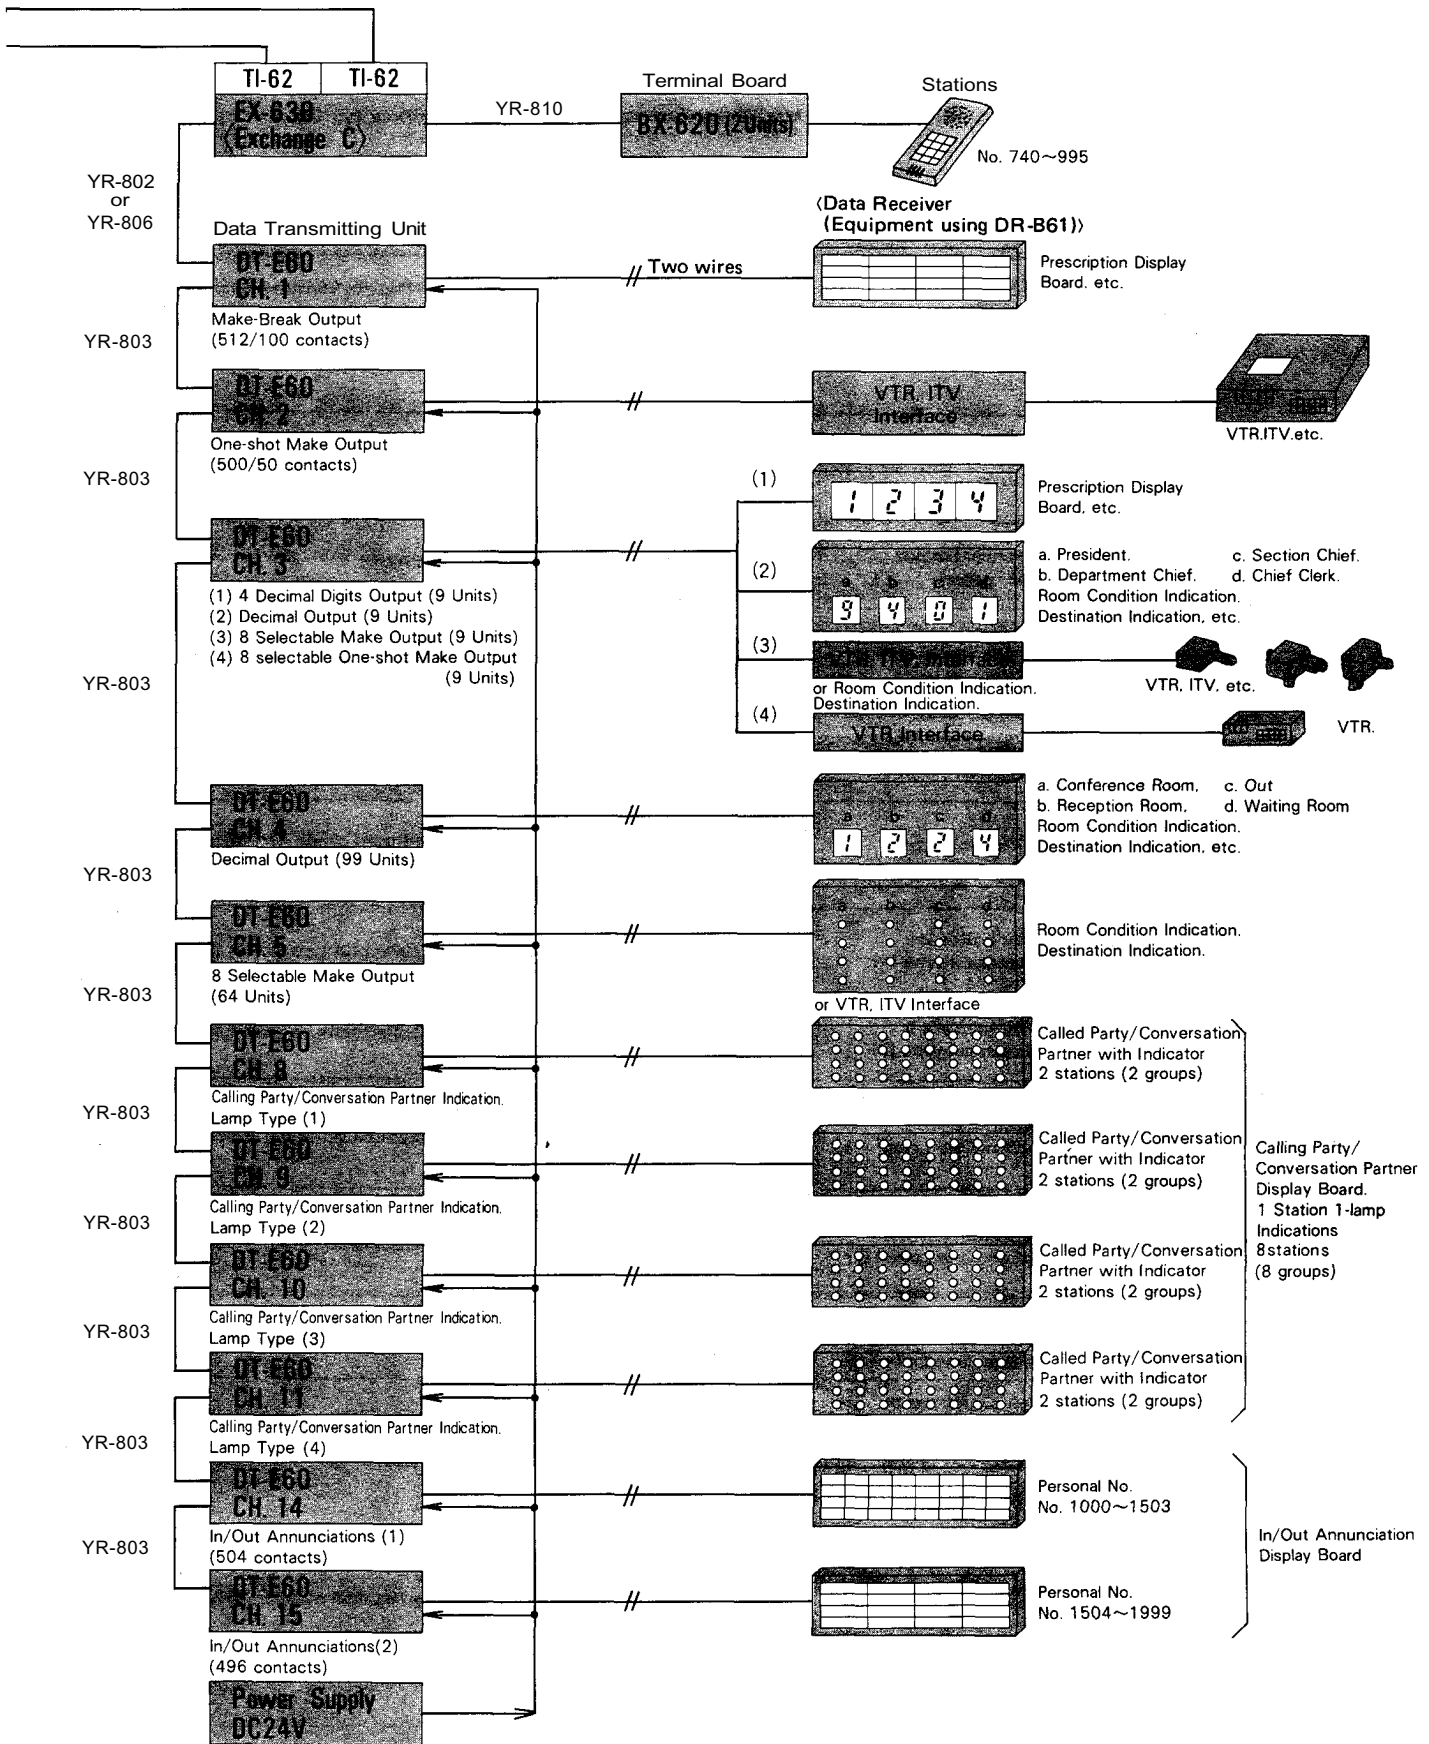 TI-62 TI-62
EX-630
⟨Exchange C⟩
YR-810
Terminal Board
BX-620 (2Units)
Stations
No. 740~995
YR-802
or
YR-806
⟨Data Receiver
(Equipment using DR-B61)⟩
Data Transmitting Unit
DT-E60
CH. 1
Two wires
Prescription Display
Board. etc.
Make-Break Output
(512/100 contacts)
YR-803
DT-E60
CH. 2
VTR. ITV
Interface
VTR.ITV.etc.
One-shot Make Output
(500/50 contacts)
YR-803
DT-E60
CH. 3
(1) 4 Decimal Digits Output (9 Units)
(2) Decimal Output (9 Units)
(3) 8 Selectable Make Output (9 Units)
(4) 8 selectable One-shot Make Output
(9 Units)
(1)
1 2 3 4
Prescription Display
Board, etc.
(2)
a b c d
9 4 0 1
a. President. c. Section Chief.
b. Department Chief. d. Chief Clerk.
Room Condition Indication.
Destination Indication, etc.
(3)
VTR, ITV, Interface
or Room Condition Indication.
Destination Indication.
VTR, ITV, etc.
(4)
VTR Interface
VTR.
YR-803
DT-E60
CH. 4
Decimal Output (99 Units)
a b c d
1 2 2 4
a. Conference Room, c. Out
b. Reception Room, d. Waiting Room
Room Condition Indication.
Destination Indication, etc.
YR-803
DT-E60
CH. 5
8 Selectable Make Output
(64 Units)
a b c d
Room Condition Indication.
Destination Indication.
or VTR, ITV Interface
YR-803
DT-E60
CH. 8
Calling Party/Conversation Partner Indication.
Lamp Type (1)
Called Party/Conversation
Partner with Indicator
2 stations (2 groups)
YR-803
DT-E60
CH. 9
Calling Party/Conversation Partner Indication.
Lamp Type (2)
Called Party/Conversation
Partner with Indicator
2 stations (2 groups)
Calling Party/
Conversation Partner
Display Board.
1 Station 1-lamp
Indications
8stations
(8 groups)
YR-803
DT-E60
CH. 10
Calling Party/Conversation Partner Indication.
Lamp Type (3)
Called Party/Conversation
Partner with Indicator
2 stations (2 groups)
YR-803
DT-E60
CH. 11
Calling Party/Conversation Partner Indication.
Lamp Type (4)
Called Party/Conversation
Partner with Indicator
2 stations (2 groups)
YR-803
DT-E60
CH. 14
In/Out Annunciations (1)
(504 contacts)
Personal No.
No. 1000~1503
YR-803
DT-E60
CH. 15
In/Out Annunciations(2)
(496 contacts)
Personal No.
No. 1504~1999
In/Out Annunciation
Display Board
Power Supply
DC24V